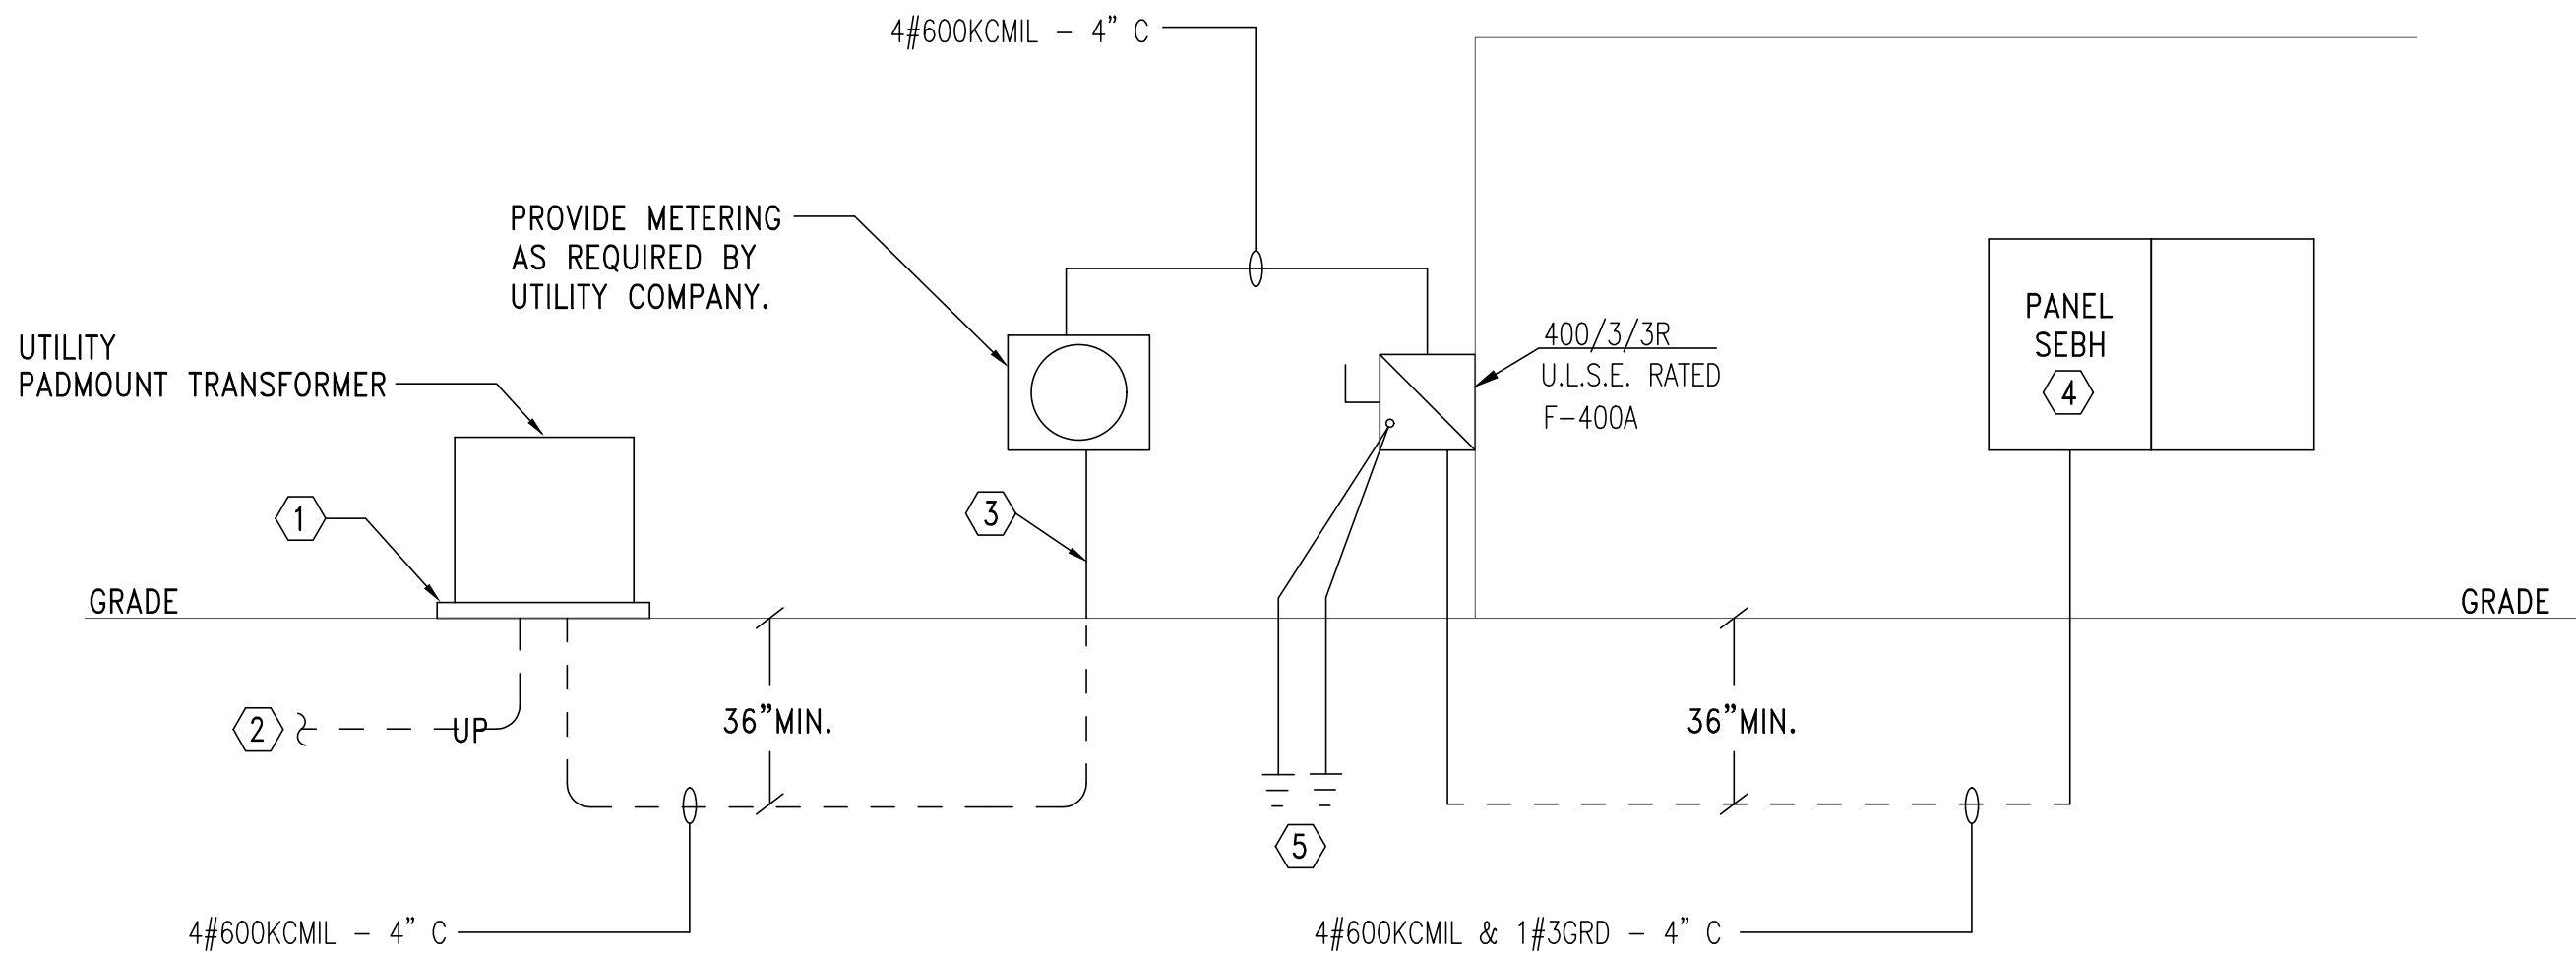 4#600KCMIL - 4" C
PROVIDE METERING
AS REQUIRED BY
UTILITY COMPANY.
UTILITY
PADMOUNT TRANSFORMER
400/3/3R
U.L.S.E. RATED
F-400A
PANEL
SEBH
4
1
3
GRADE
GRADE
2
UP
36"MIN.
36"MIN.
5
4#600KCMIL - 4" C
4#600KCMIL & 1#3GRD - 4" C